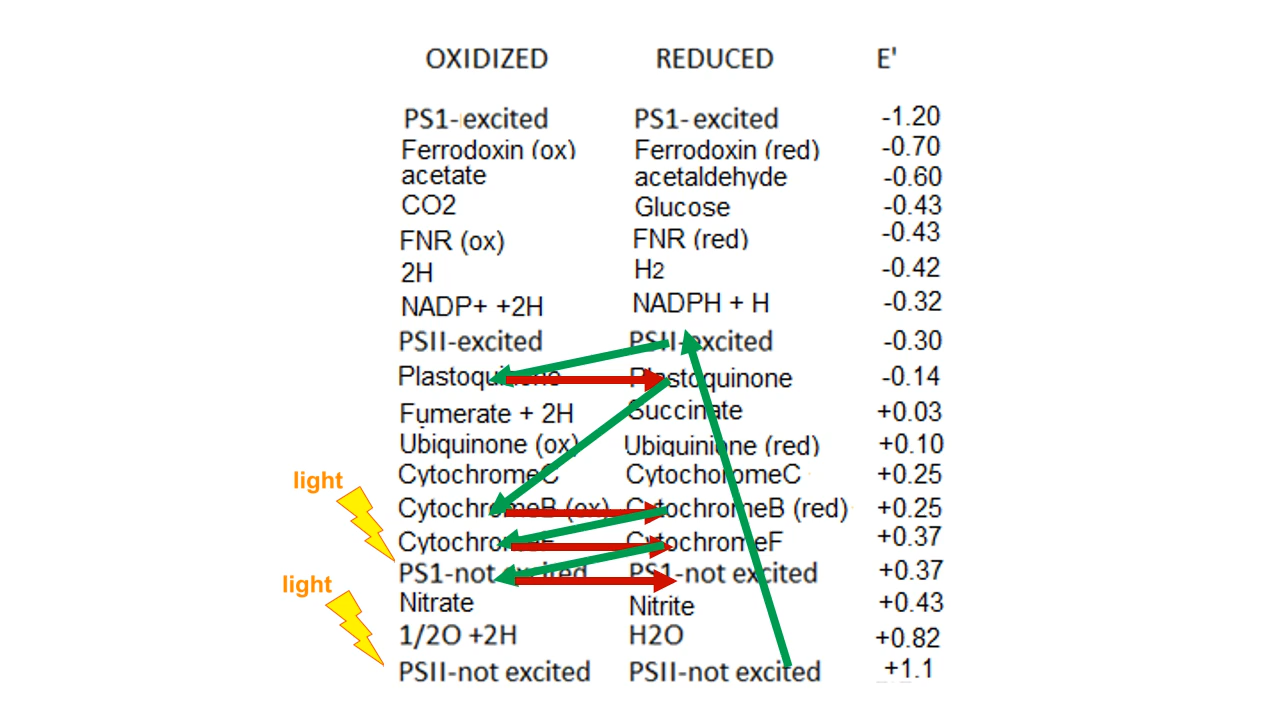 OXIDIZED REDUCED E'
PS1-excited PS1-excited -1.20
Ferrodoxin (ox) Ferrodoxin (red) -0.70
acetate acetaldehyde -0.60
CO2 Glucose -0.43
FNR (ox) FNR (red) -0.43
2H H2 -0.42
NADP+ +2H NADPH + H -0.32
PSII-excited PSII-excited -0.30
Plastoquinone Plastoquinone -0.14
Fumerate + 2H Succinate +0.03
Ubiquinone (ox) Ubiquinione (red) +0.10
light
CytochromeC CytochoromeC +0.25
CytochromeB (ox) CytochromeB (red) +0.25
CytochromeF CytochromeF +0.37
PS1-not excited PS1-not excited +0.37
light
Nitrate Nitrite +0.43
1/2O +2H H2O +0.82
PSII-not excited PSII-not excited +1.1